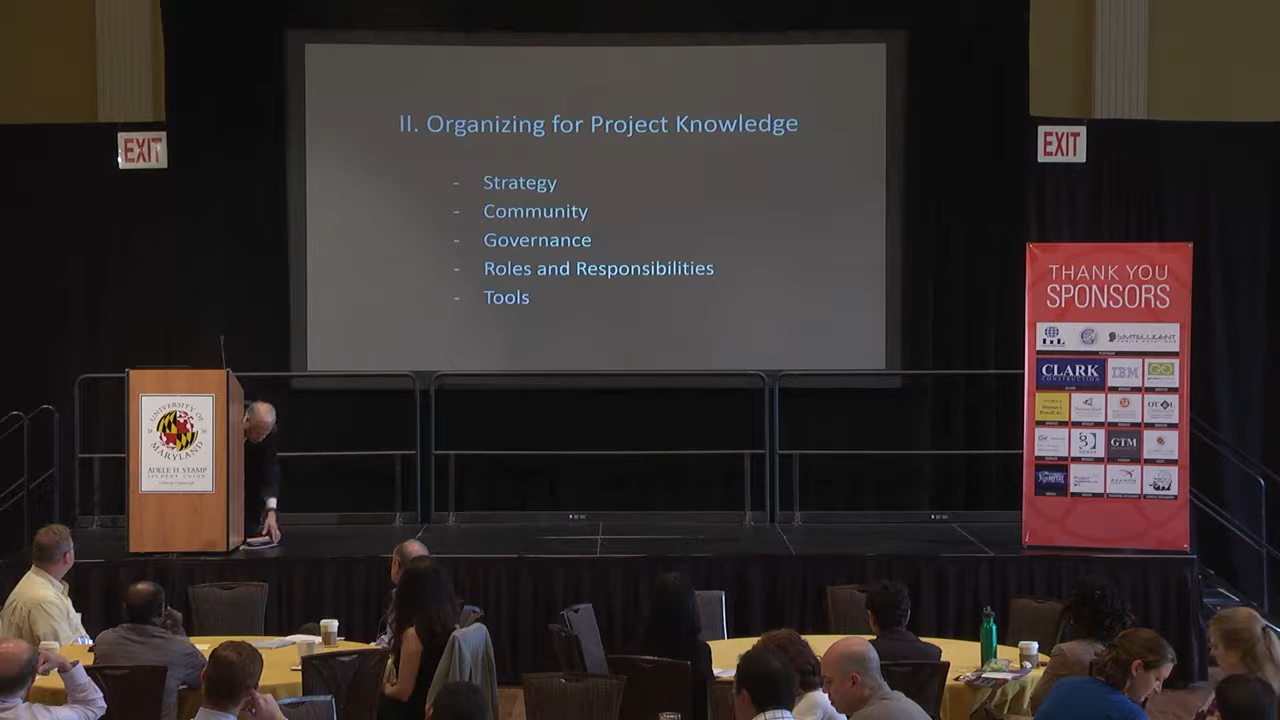 II. Organizing for Project Knowledge
- Strategy
- Community
- Governance
- Roles and Responsibilities
- Tools
EXIT
EXIT
THANK YOU
SPONSORS
CLARK
CONSTRUCTION
IBM
GTM
UNIVERSITY OF
MARYLAND
ADELE H. STAMP
STUDENT UNION